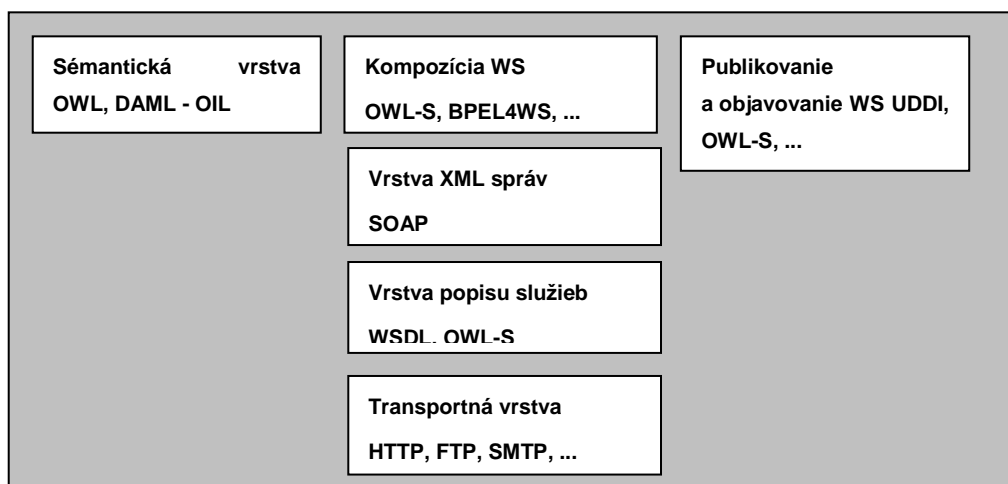 Sémantická vrstva
OWL, DAML - OIL
Kompozícia WS
OWL-S, BPEL4WS, ...
Publikovanie
a objavovanie WS UDDI,
OWL-S, ...
Vrstva XML správ
SOAP
Vrstva popisu služieb
WSDL, OWL-S
Transportná vrstva
HTTP, FTP, SMTP, ...